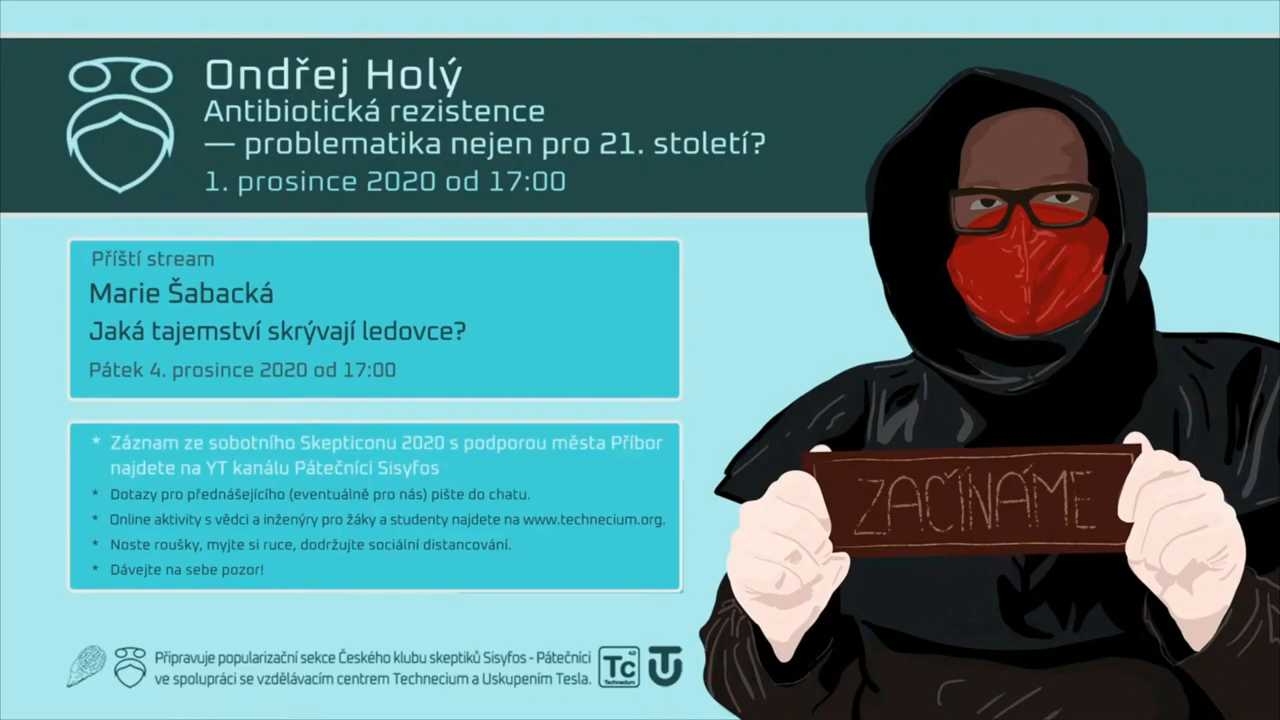 Ondřej Holý
Antibiotická rezistence
— problematika nejen pro 21. století?
1. prosince 2020 od 17:00
Příští stream
Marie Šabacká
Jaká tajemství skrývají ledovce?
Pátek 4. prosince 2020 od 17:00
* Záznam ze sobotního Skepticonu 2020 s podporou města Příbor
najdete na YT kanálu Pátečníci Sisyfos
* Dotazy pro přednášejícího (eventuálně pro nás) pište do chatu.
* Online aktivity s vědci a inženýry pro žáky a studenty najdete na www.technecium.org.
* Noste roušky, myjte si ruce, dodržujte sociální distancování.
* Dávejte na sebe pozor!
ZAČÍNÁME
Připravuje popularizační sekce Českého klubu skeptiků Sisyfos - Pátečníci
ve spolupráci se vzdělávacím centrem Technecium a Uskupením Tesla.
43
Tc
Technecium